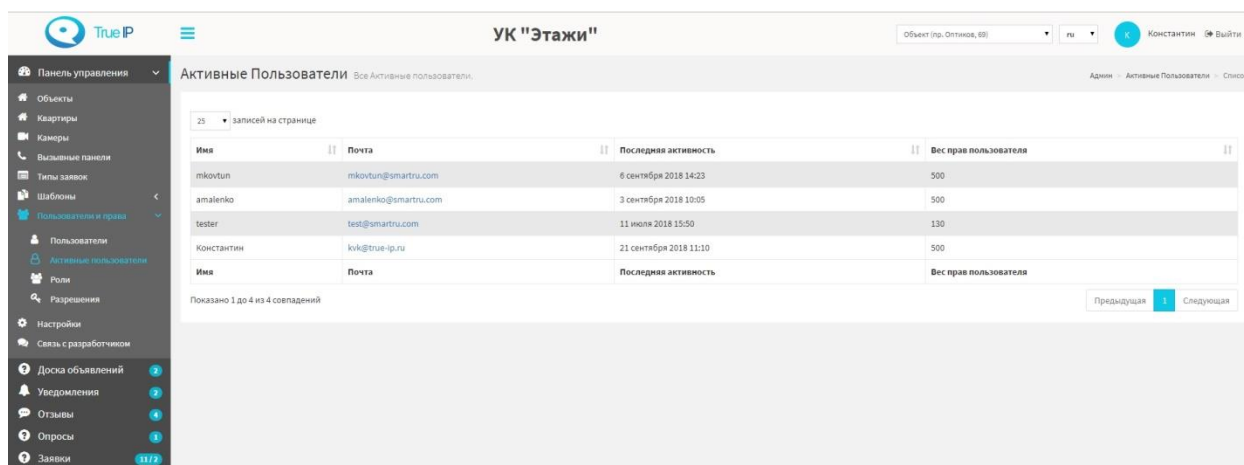 True IP
УК "Этажи"
Объект (пр. Оптиков, 69)
ru
К
Константин
Выйти
Панель управления
Объекты
Квартиры
Камеры
Вызывные панели
Типы заявок
Шаблоны
Пользователи и права
Пользователи
Активные пользователи
Роли
Разрешения
Настройки
Связь с разработчиком
Доска объявлений 2
Уведомления 2
Отзывы 4
Опросы 1
Заявки 11 / 2
Активные Пользователи Все Активные пользователи.
Админ > Активные Пользователи > Списо
25 записей на странице
Имя Почта Последняя активность Вес прав пользователя
mkovtun mkovtun@smartru.com 6 сентября 2018 14:23 500
amalenko amalenko@smartru.com 3 сентября 2018 10:05 500
tester test@smartru.com 11 июля 2018 15:50 130
Константин kvk@true-ip.ru 21 сентября 2018 11:10 500
Имя Почта Последняя активность Вес прав пользователя
Показано 1 до 4 из 4 совпадений
Предыдущая 1 Следующая